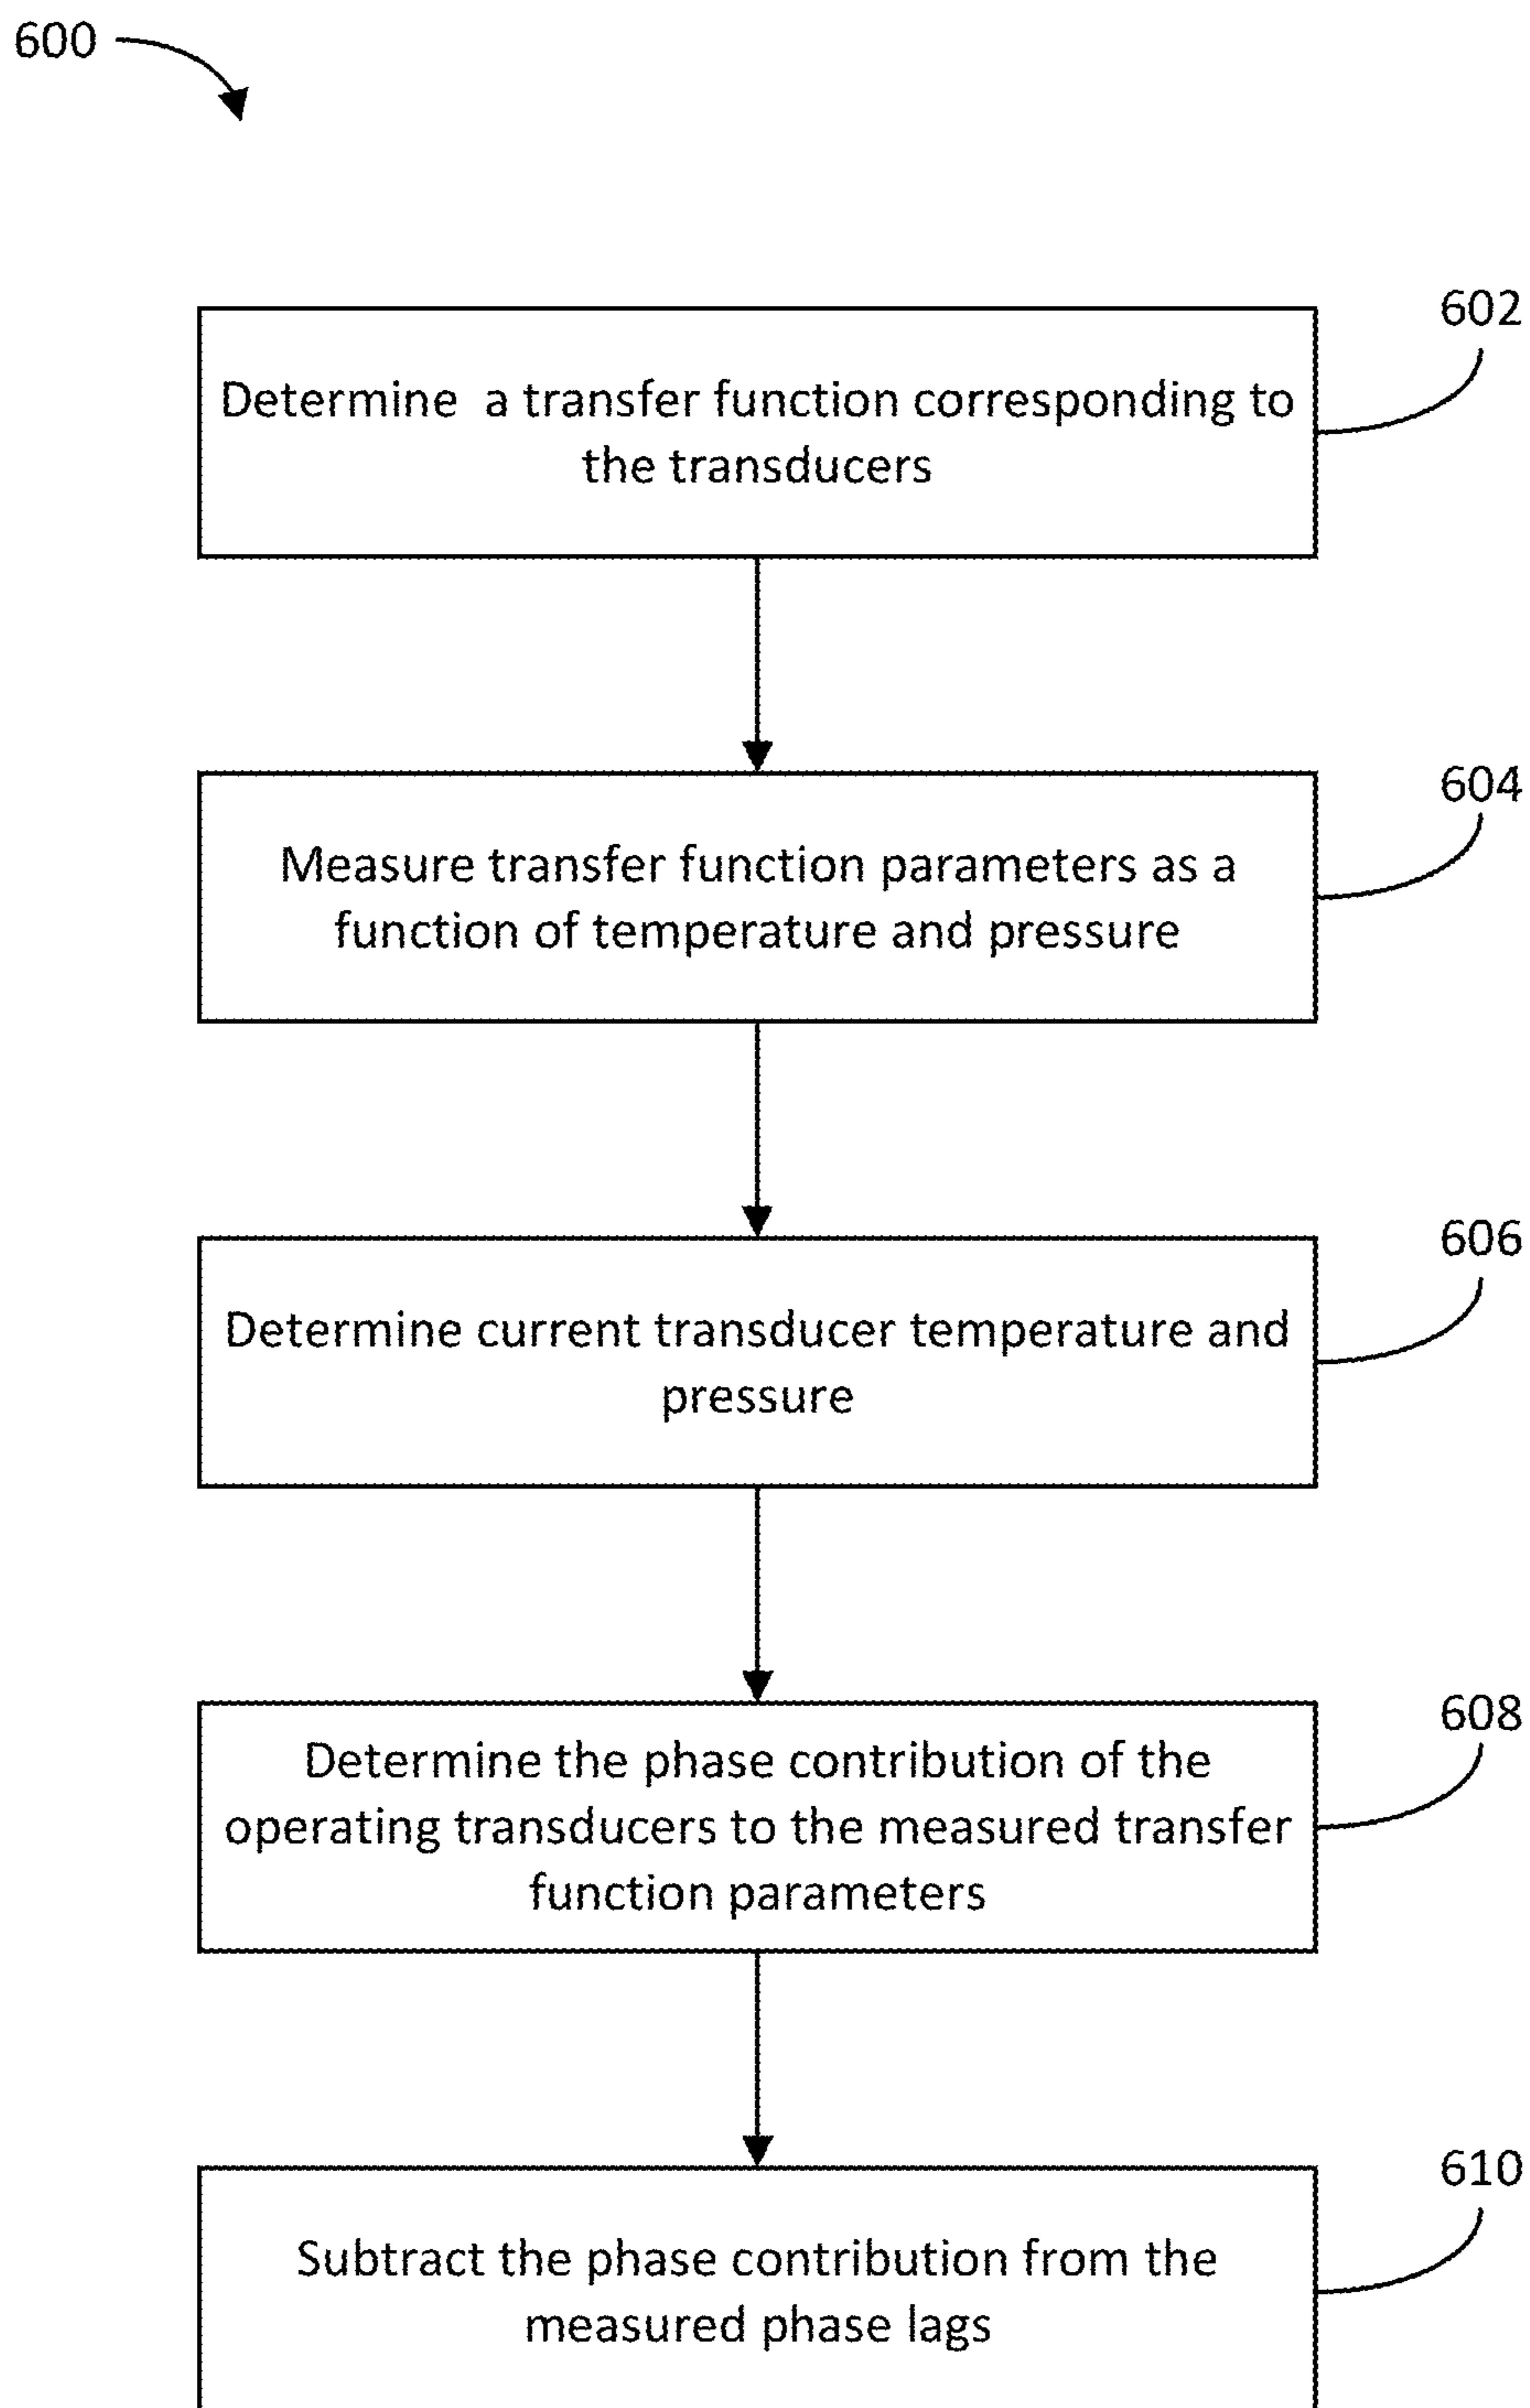 600
602
Determine  a transfer function corresponding to
the transducers
604
Measure transfer function parameters as a
function of temperature and pressure
606
Determine current transducer temperature and
pressure
608
Determine the phase contribution of the
operating transducers to the measured transfer
function parameters
610
Subtract the phase contribution from the
measured phase lags